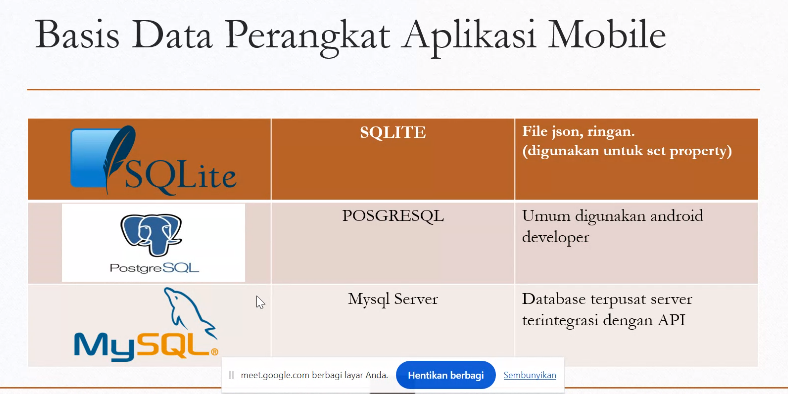 Basis Data Perangkat Aplikasi Mobile
SQLite
SQLITE
File json, ringan.
(digunakan untuk set property)
PostgreSQL
POSGRESQL
Umum digunakan android
developer
MySQL®
Mysql Server
Database terpusat server
terintegrasi dengan API
meet.google.com berbagi layar Anda.
Hentikan berbagi
Sembunyikan